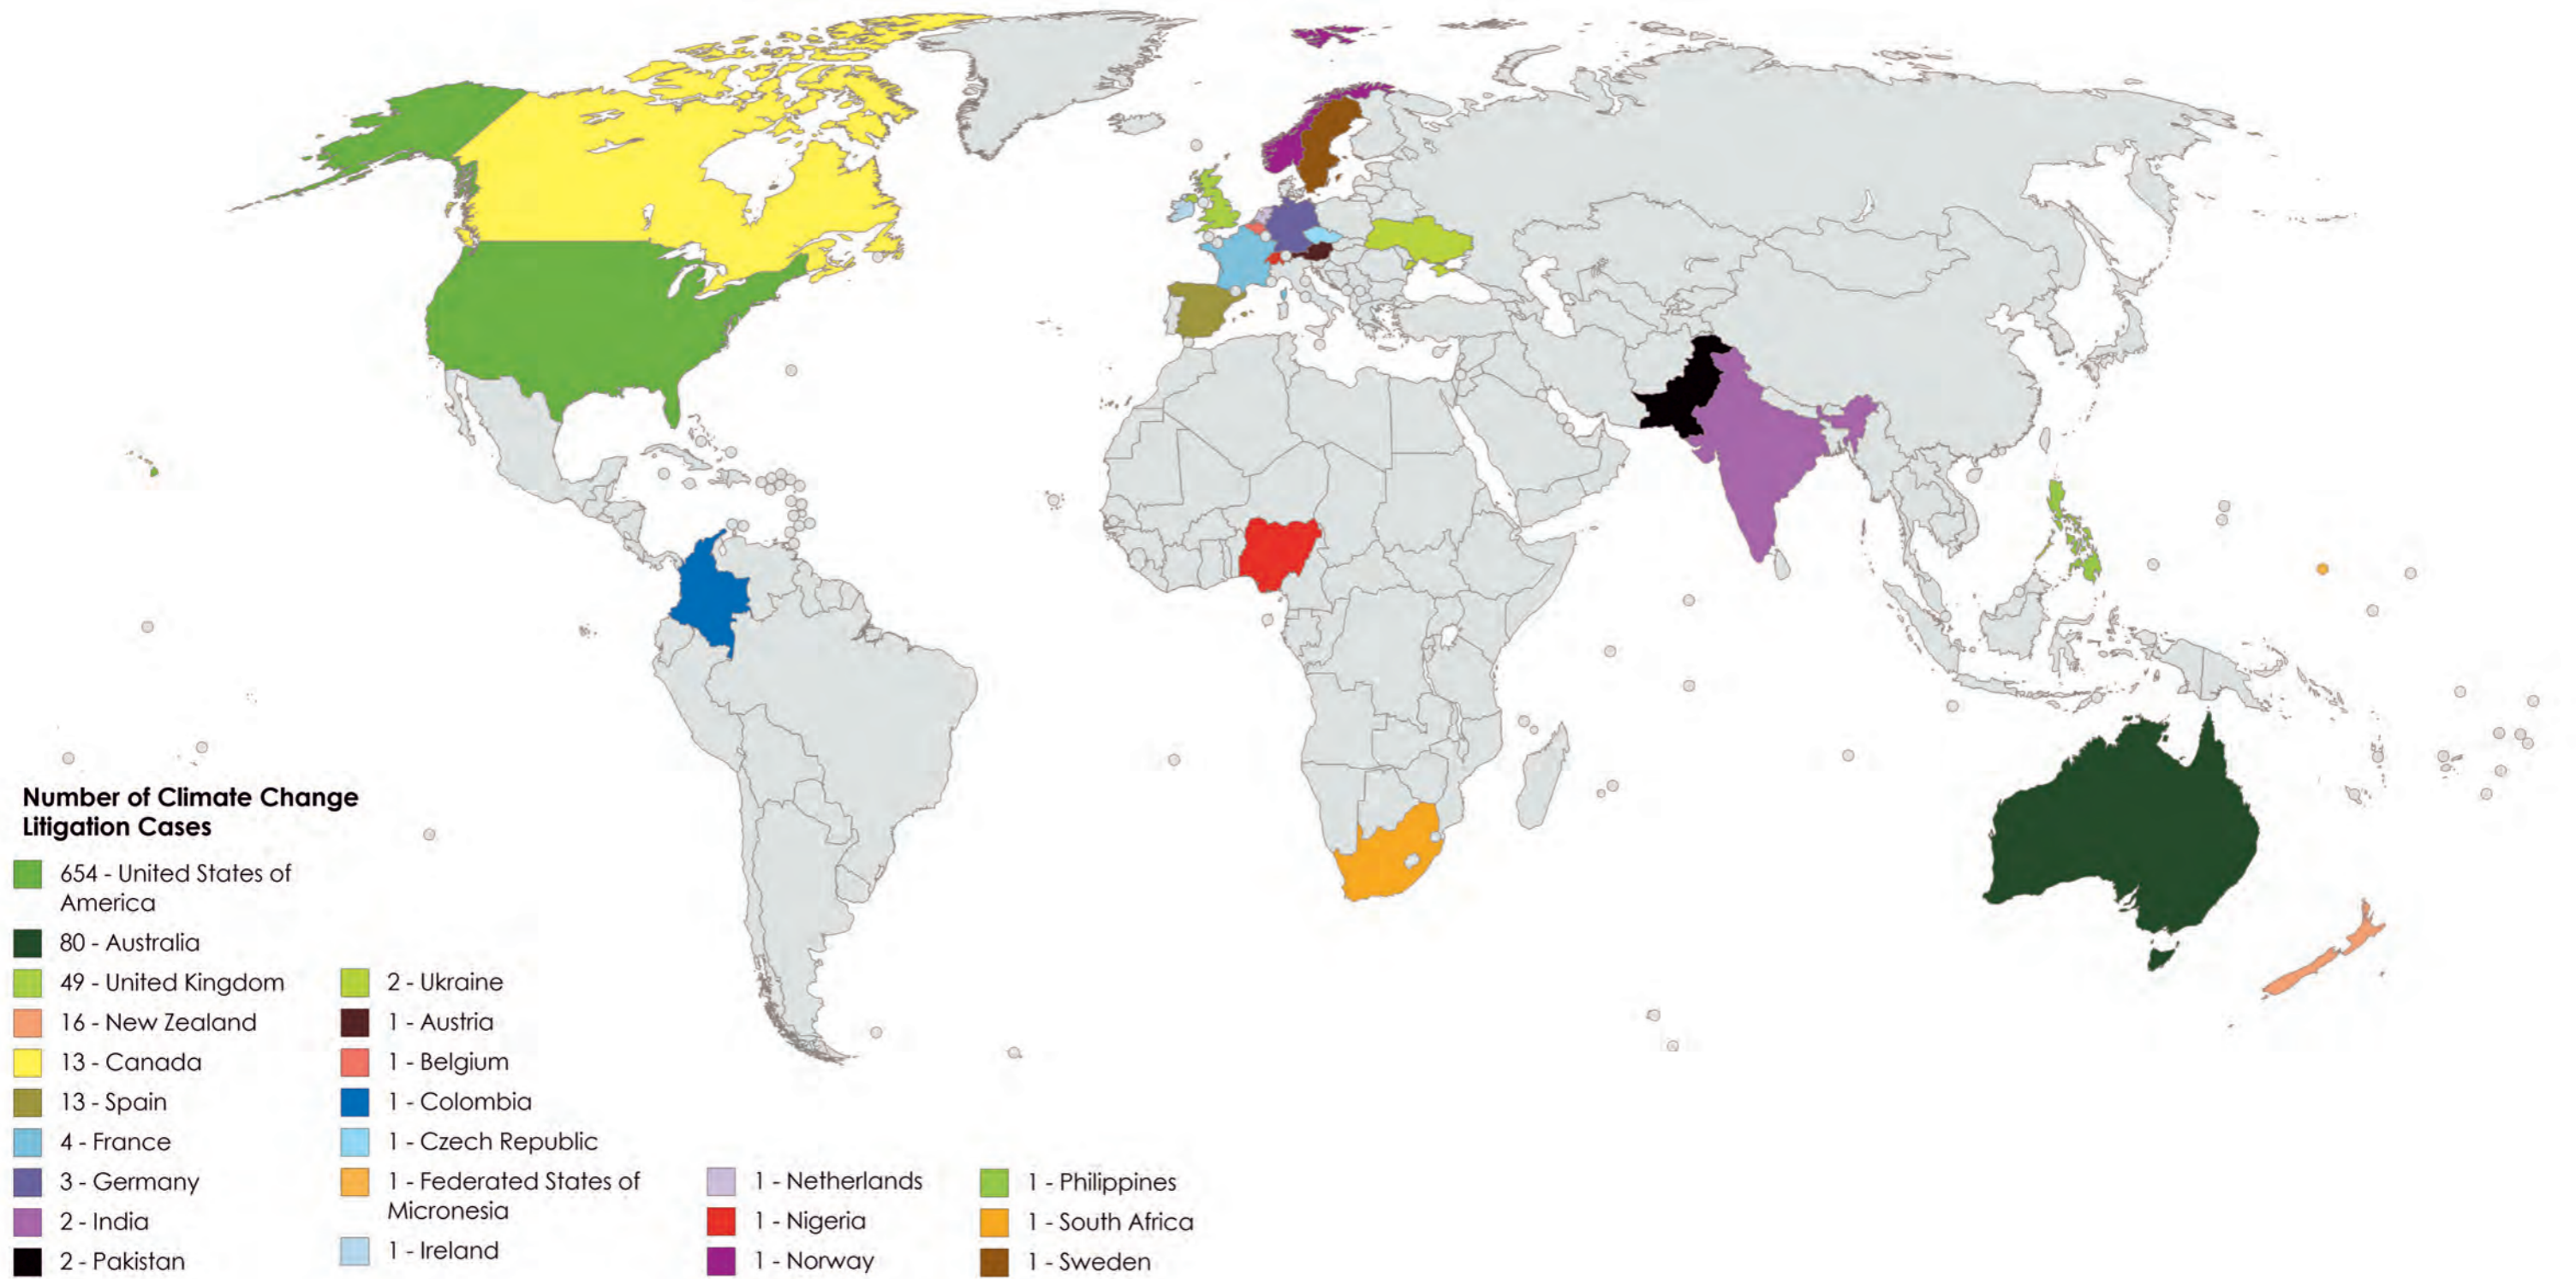 Number of Climate Change
Litigation Cases
654 - United States of
America
80 - Australia
49 - United Kingdom
16 - New Zealand
13 - Canada
13 - Spain
4 - France
3 - Germany
2 - India
2 - Pakistan
2 - Ukraine
1 - Austria
1 - Belgium
1 - Colombia
1 - Czech Republic
1 - Federated States of
Micronesia
1 - Ireland
1 - Netherlands
1 - Nigeria
1 - Norway
1 - Philippines
1 - South Africa
1 - Sweden